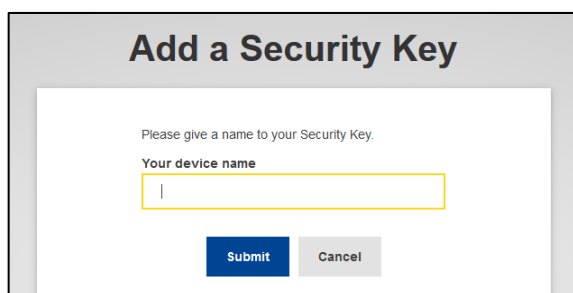 Add a Security Key
Please give a name to your Security Key.
Your device name
Submit Cancel